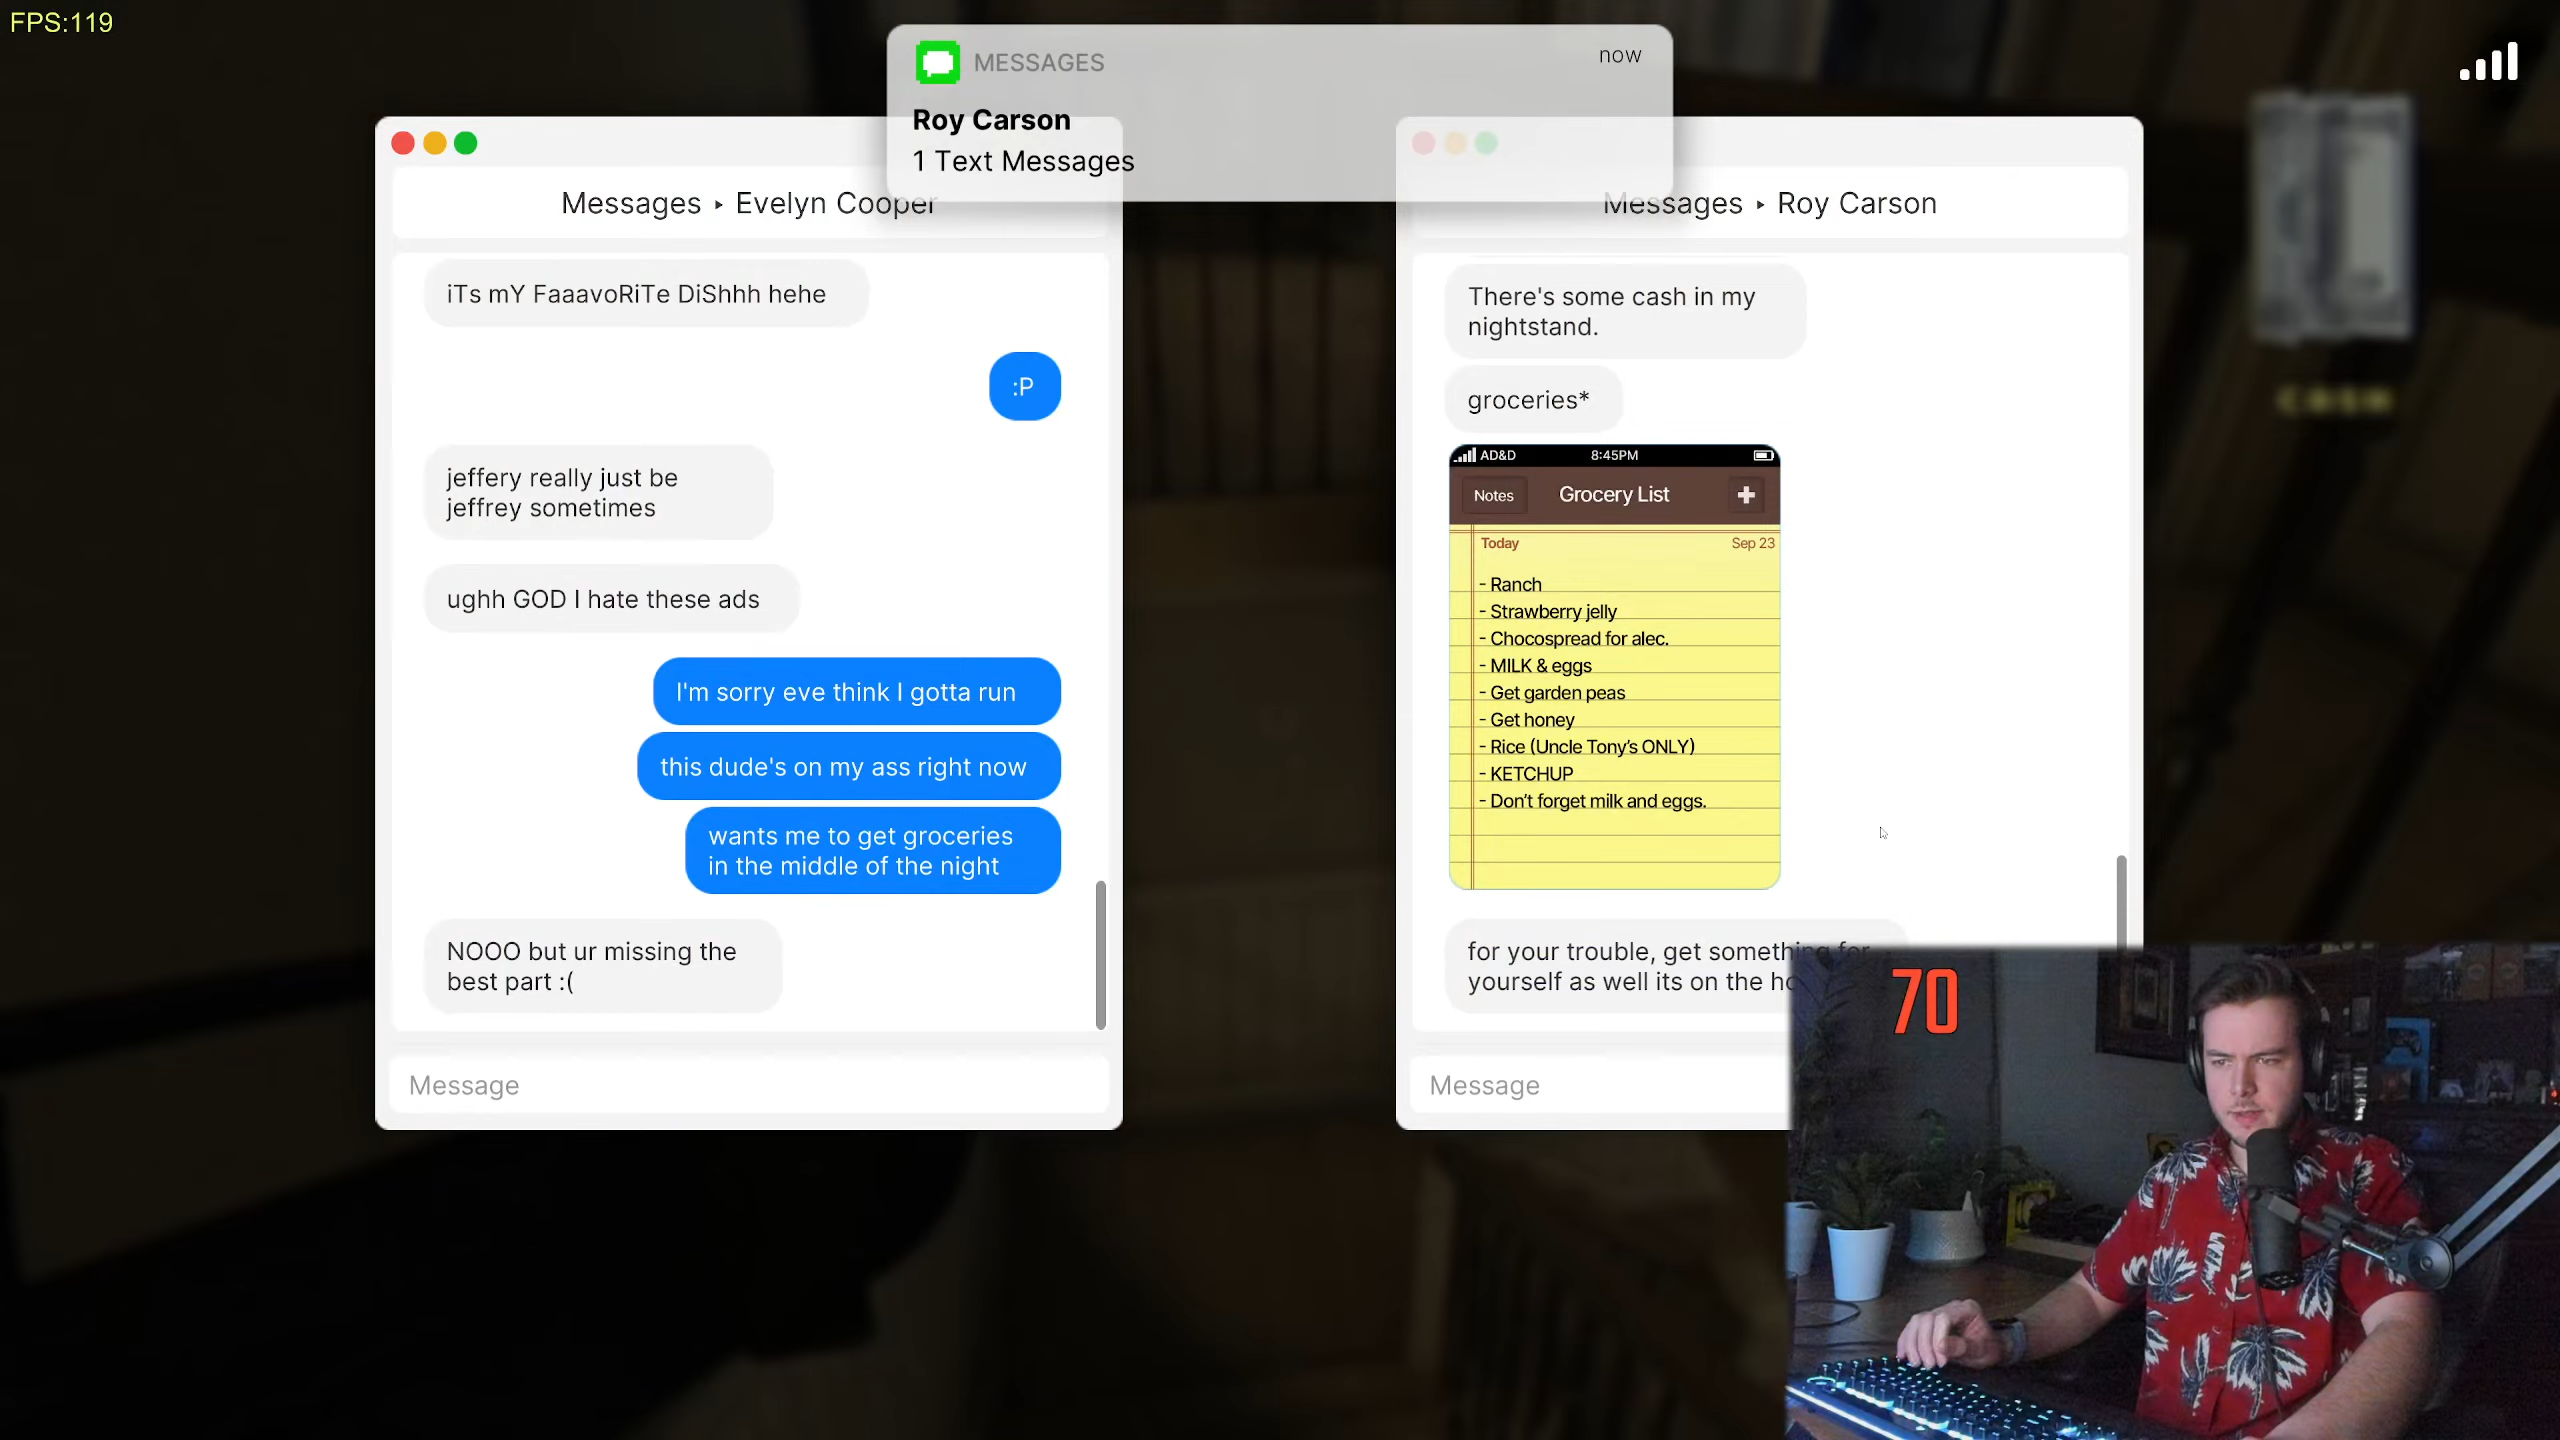 FPS:119
MESSAGES
now
Roy Carson
1 Text Messages
Messages ▸ Evelyn Cooper
iTs mY FaaavoRiTe DiShhh hehe
:P
jeffery really just be
jeffrey sometimes
ughh GOD I hate these ads
I'm sorry eve think I gotta run
this dude's on my ass right now
wants me to get groceries
in the middle of the night
NOOO but ur missing the
best part :(
Message
Messages ▸ Roy Carson
There's some cash in my
nightstand.
groceries*
AD&D
8:45PM
Notes
Grocery List
Today
Sep 23
- Ranch
- Strawberry jelly
- Chocospread for alec.
- MILK & eggs
- Get garden peas
- Get honey
- Rice (Uncle Tony's ONLY)
- KETCHUP
- Don't forget milk and eggs.
for your trouble, get something for
yourself as well its on the
Message
CASH
70